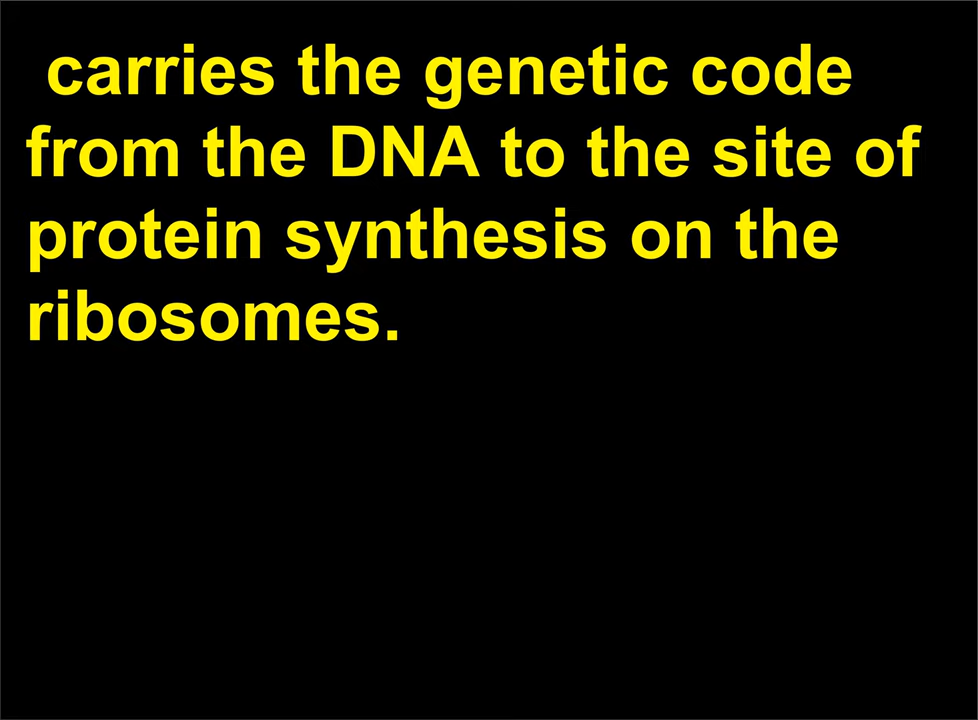 carries the genetic code
from the DNA to the site of
protein synthesis on the
ribosomes.